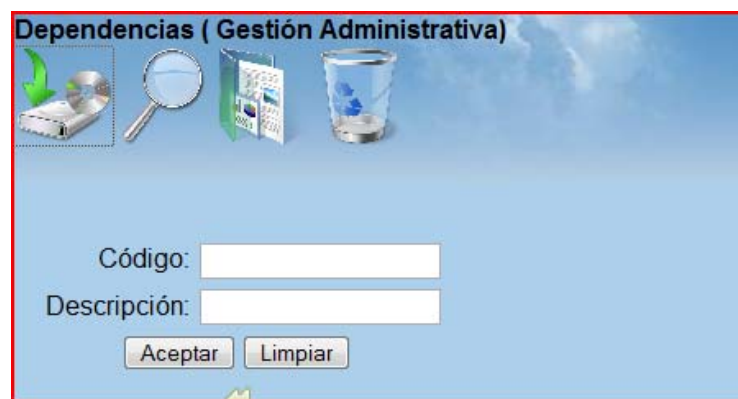 Dependencias ( Gestión Administrativa)
Código:
Descripción:
Aceptar Limpiar